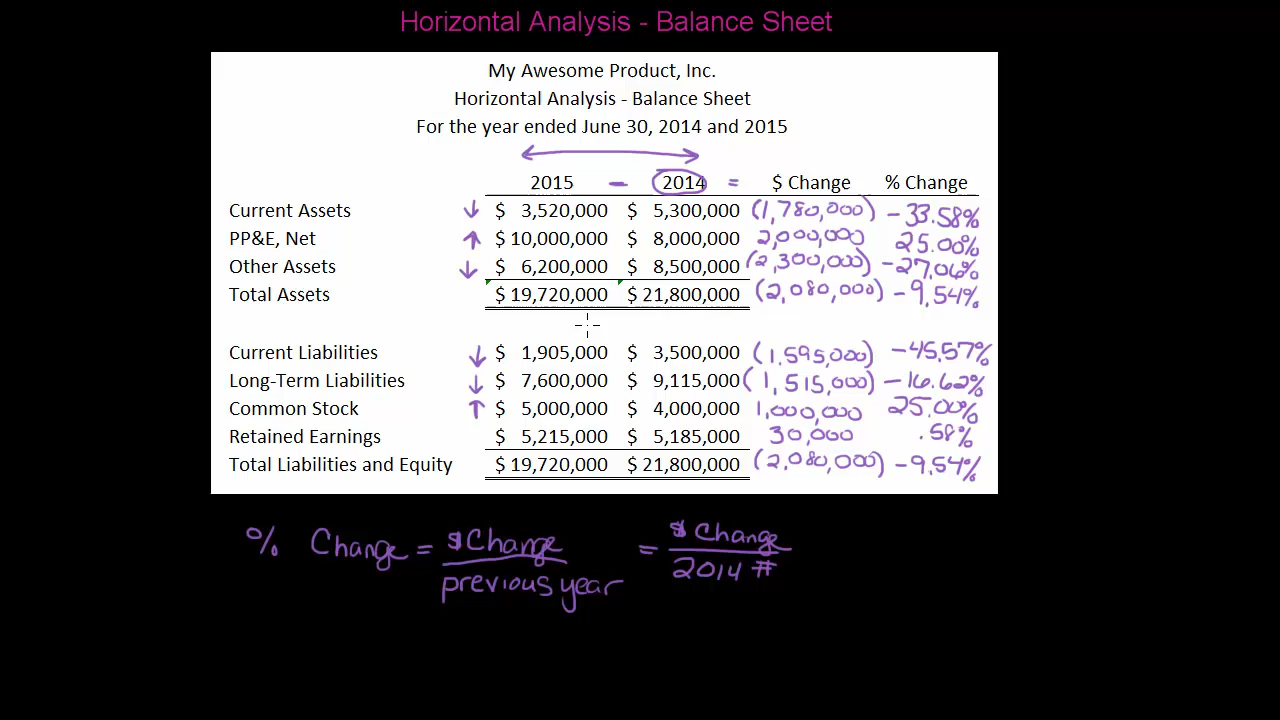 Horizontal Analysis - Balance Sheet
My Awesome Product, Inc.
Horizontal Analysis - Balance Sheet
For the year ended June 30, 2014 and 2015
2015 - 2014 = $ Change % Change
Current Assets ↓ $ 3,520,000 $ 5,300,000 (1,780,000) -33.58%
PP&E, Net ↑ $ 10,000,000 $ 8,000,000 2,000,000 25.00%
Other Assets ↓ $ 6,200,000 $ 8,500,000 (2,300,000) -27.06%
Total Assets $ 19,720,000 $ 21,800,000 (2,080,000) -9.54%
Current Liabilities ↓ $ 1,905,000 $ 3,500,000 (1,595,000) -45.57%
Long-Term Liabilities ↓ $ 7,600,000 $ 9,115,000 (1,515,000) -16.62%
Common Stock ↑ $ 5,000,000 $ 4,000,000 1,000,000 25.00%
Retained Earnings $ 5,215,000 $ 5,185,000 30,000 .58%
Total Liabilities and Equity $ 19,720,000 $ 21,800,000 (2,080,000) -9.54%
% Change = $ Change = $ Change
previous year 2014 #